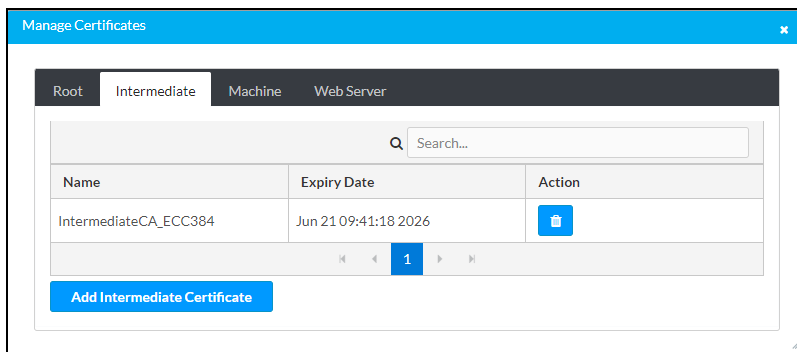 Manage Certificates
Root Intermediate Machine Web Server
Search...
Name Expiry Date Action
IntermediateCA_ECC384 Jun 21 09:41:18 2026
1
Add Intermediate Certificate